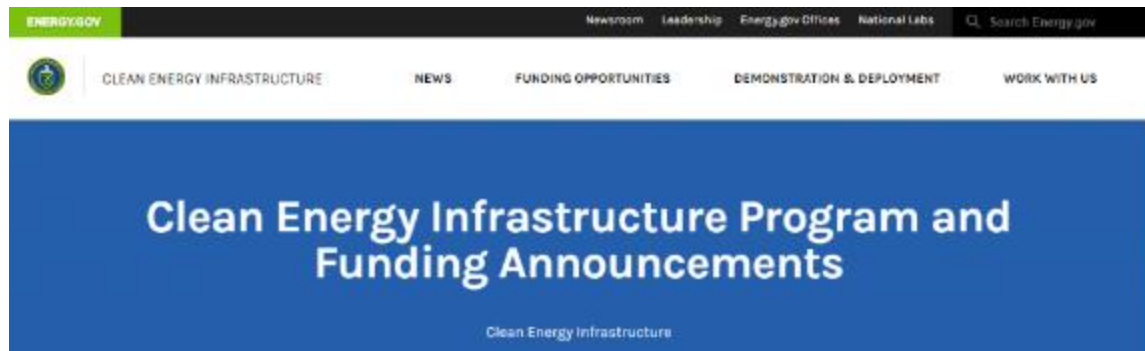 ENERGY.GOV
Newsroom Leadership Energy.gov Offices National Labs Search Energy.gov
CLEAN ENERGY INFRASTRUCTURE NEWS FUNDING OPPORTUNITIES DEMONSTRATION & DEPLOYMENT WORK WITH US
Clean Energy Infrastructure Program and
Funding Announcements
Clean Energy Infrastructure